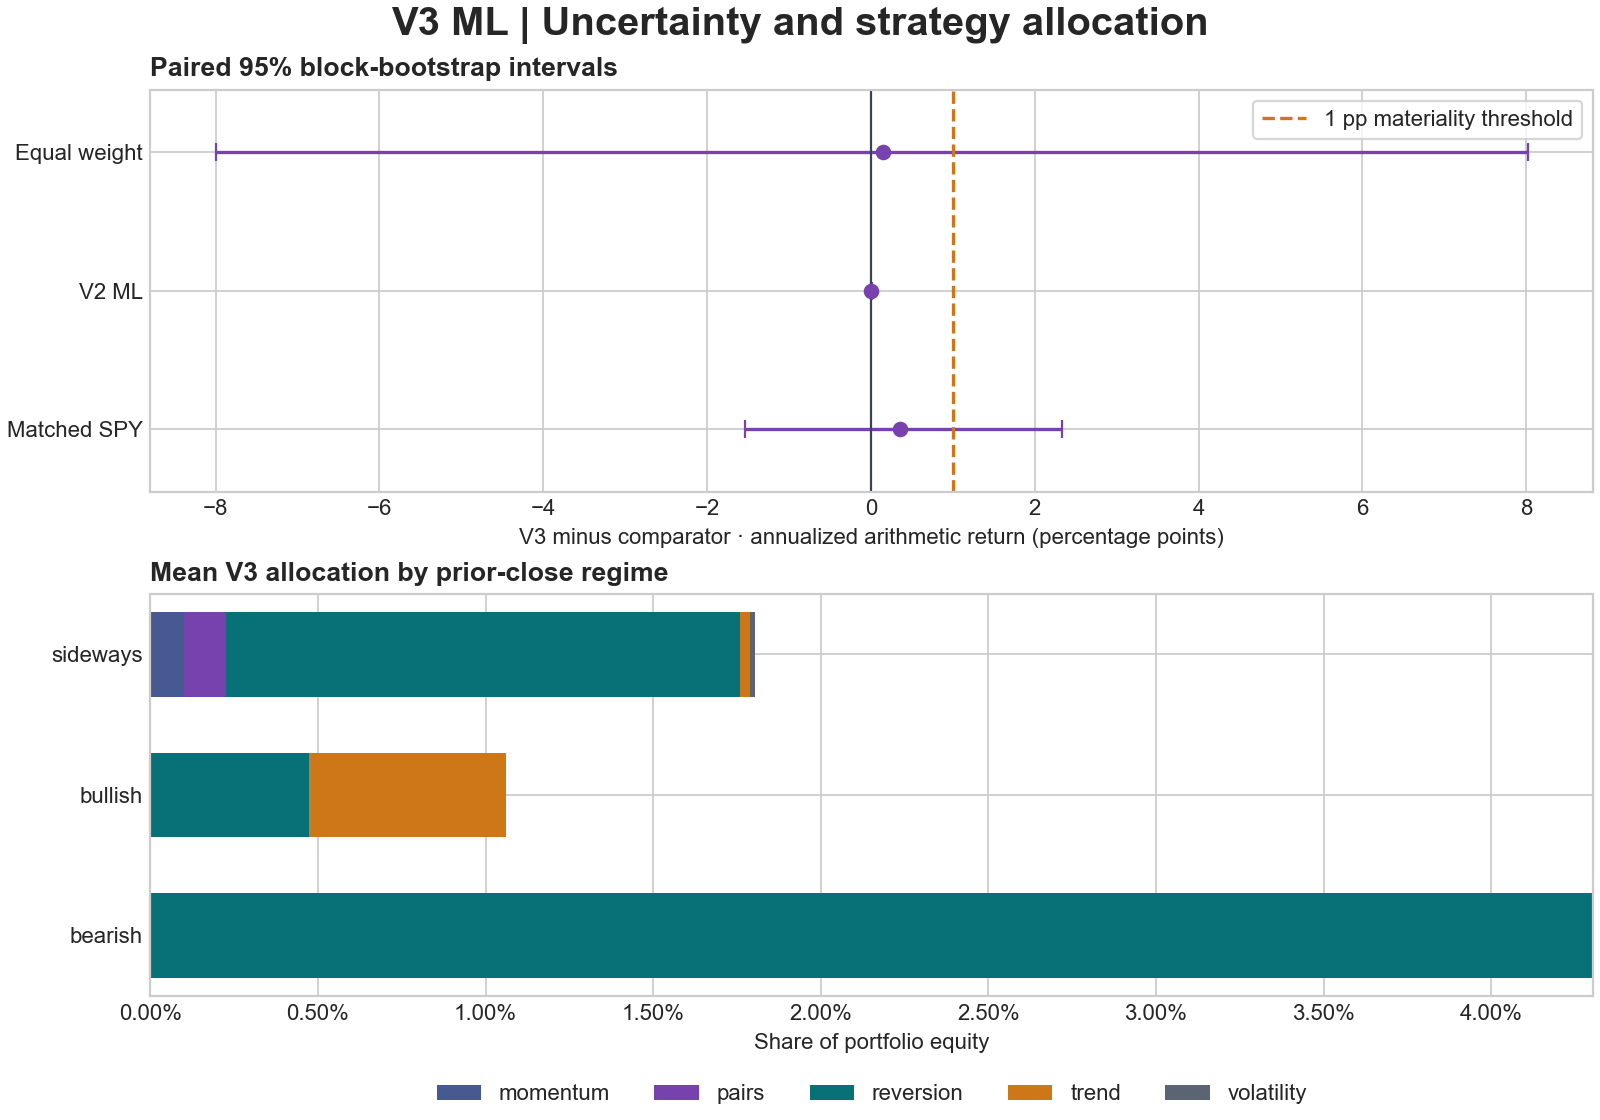 V3 ML | Uncertainty and strategy allocation
Paired 95% block-bootstrap intervals
1 pp materiality threshold
Equal weight
V2 ML
Matched SPY
−8 −6 −4 −2 0 2 4 6 8
V3 minus comparator · annualized arithmetic return (percentage points)
Mean V3 allocation by prior-close regime
sideways
bullish
bearish
0.00% 0.50% 1.00% 1.50% 2.00% 2.50% 3.00% 3.50% 4.00%
Share of portfolio equity
momentum pairs reversion trend volatility